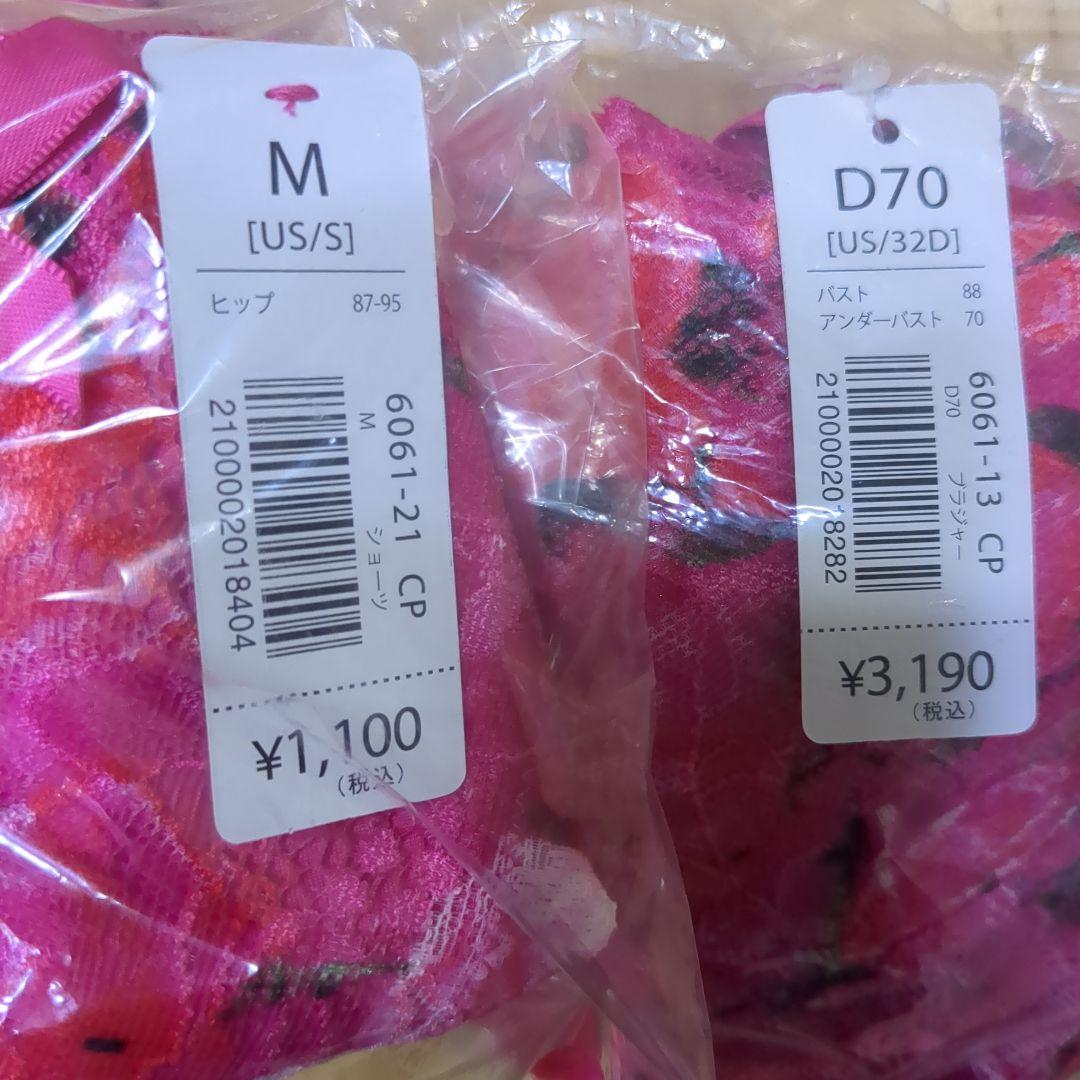 M
[US/S]
ヒップ 87-95
6061-21 CP
M ショーツ
2100002018404
¥1,100
(税込)
D70
[US/32D]
バスト 88
アンダーバスト 70
6061-13 CP
D70 ブラジャー
2100002018282
¥3,190
(税込)